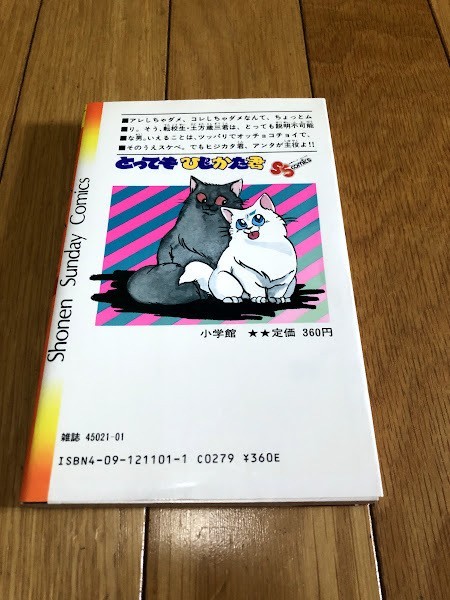 ■アレしちゃダメ、コレしちゃダメなんて、ちょっとム
■リ。そう、転校生・土方歳三君は、とっても説明不可能
■な男。いえることは、ツッパリでオッチョコチョイで、
■そのうえスケベ。でもヒジカタ君、アンタが主役よ!!
とってもひじかた君
SS comics
小学館 ★★定価 360円
雑誌 45021-01
ISBN4-09-121101-1 C0279 ¥360E
Shonen Sunday Comics